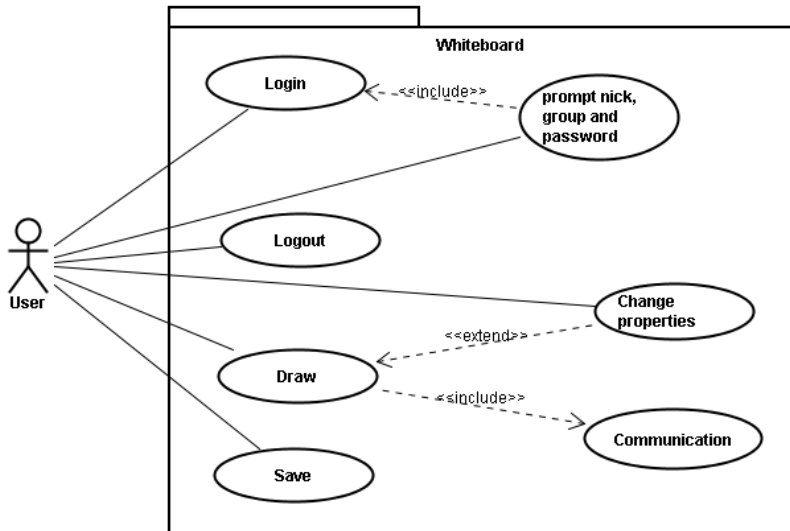 Whiteboard
Login
<<include>>
prompt nick,
group and
password
Logout
User
Change
properties
<<extend>>
Draw
<<include>>
Communication
Save